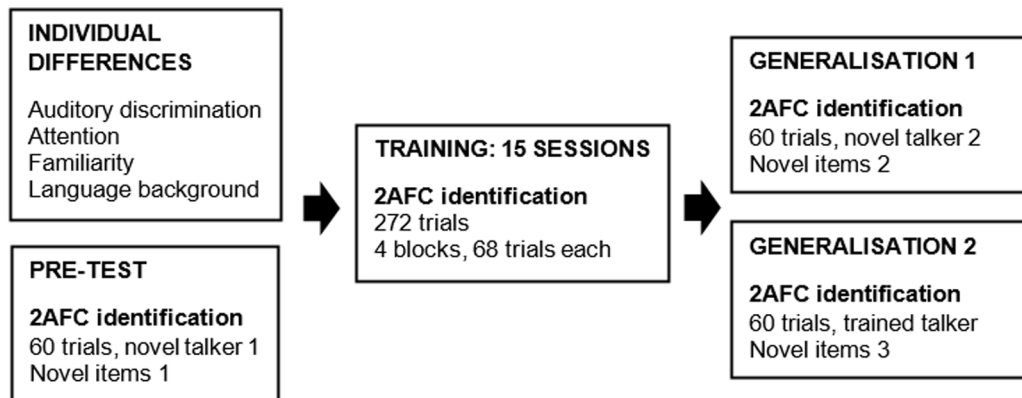 INDIVIDUAL
DIFFERENCES
Auditory discrimination
Attention
Familiarity
Language background
PRE-TEST
2AFC identification
60 trials, novel talker 1
Novel items 1
TRAINING: 15 SESSIONS
2AFC identification
272 trials
4 blocks, 68 trials each
GENERALISATION 1
2AFC identification
60 trials, novel talker 2
Novel items 2
GENERALISATION 2
2AFC identification
60 trials, trained talker
Novel items 3